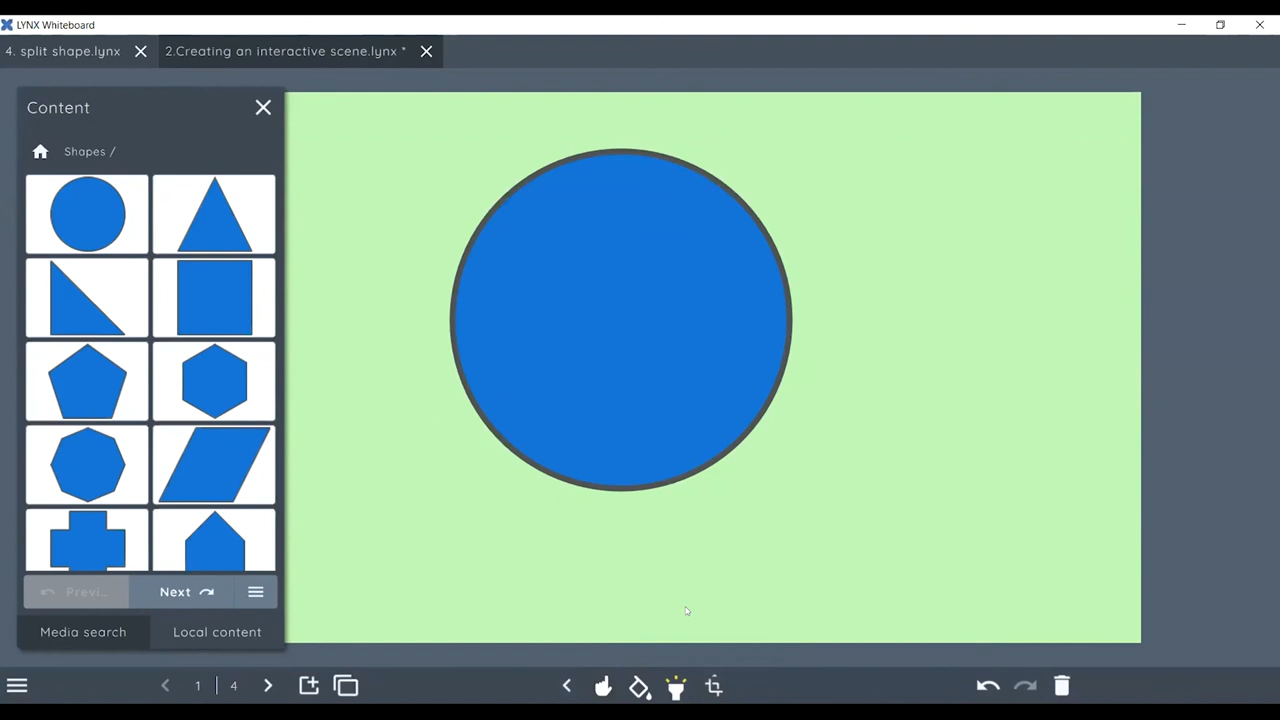 LYNX Whiteboard
4. split shape.lynx
2.Creating an interactive scene.lynx *
Content
Shapes /
Previ...
Next
Media search
Local content
1 | 4